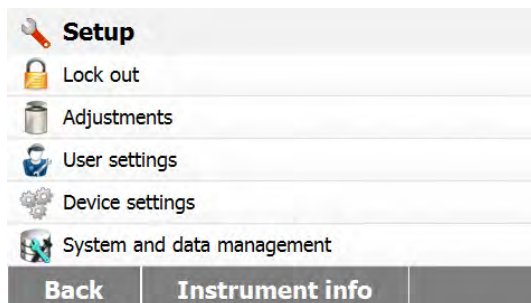 Setup
Lock out
Adjustments
User settings
Device settings
System and data management
Back Instrument info